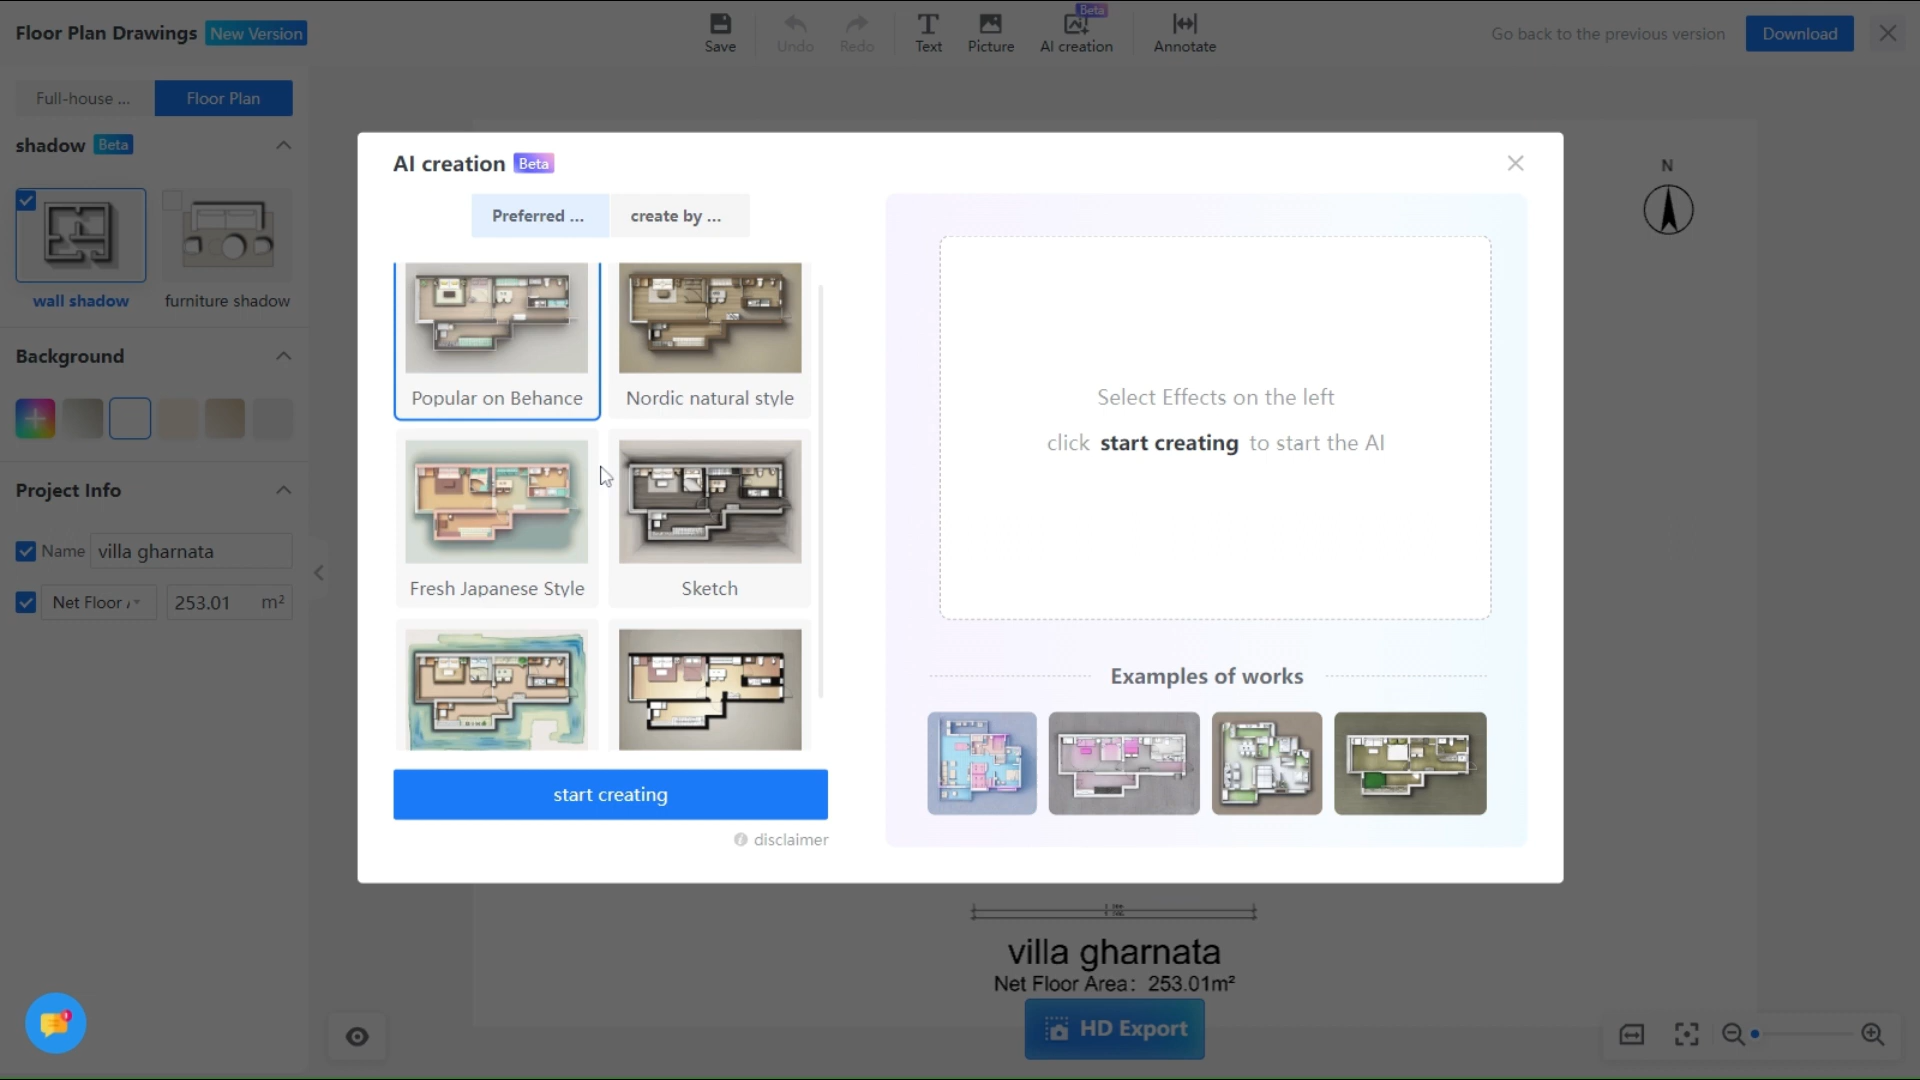 Floor Plan Drawings New Version
Save
Undo
Redo
Text
Picture
Beta
AI creation
Annotate
Go back to the previous version
Download
Full-house ...
Floor Plan
shadow Beta
wall shadow
furniture shadow
Background
Project Info
Name villa gharnata
Net Floor 253.01 m²
AI creation Beta
Preferred ...
create by ...
Popular on Behance
Nordic natural style
Fresh Japanese Style
Sketch
start creating
disclaimer
Select Effects on the left
click start creating to start the AI
Examples of works
N
villa gharnata
Net Floor Area: 253.01m²
HD Export